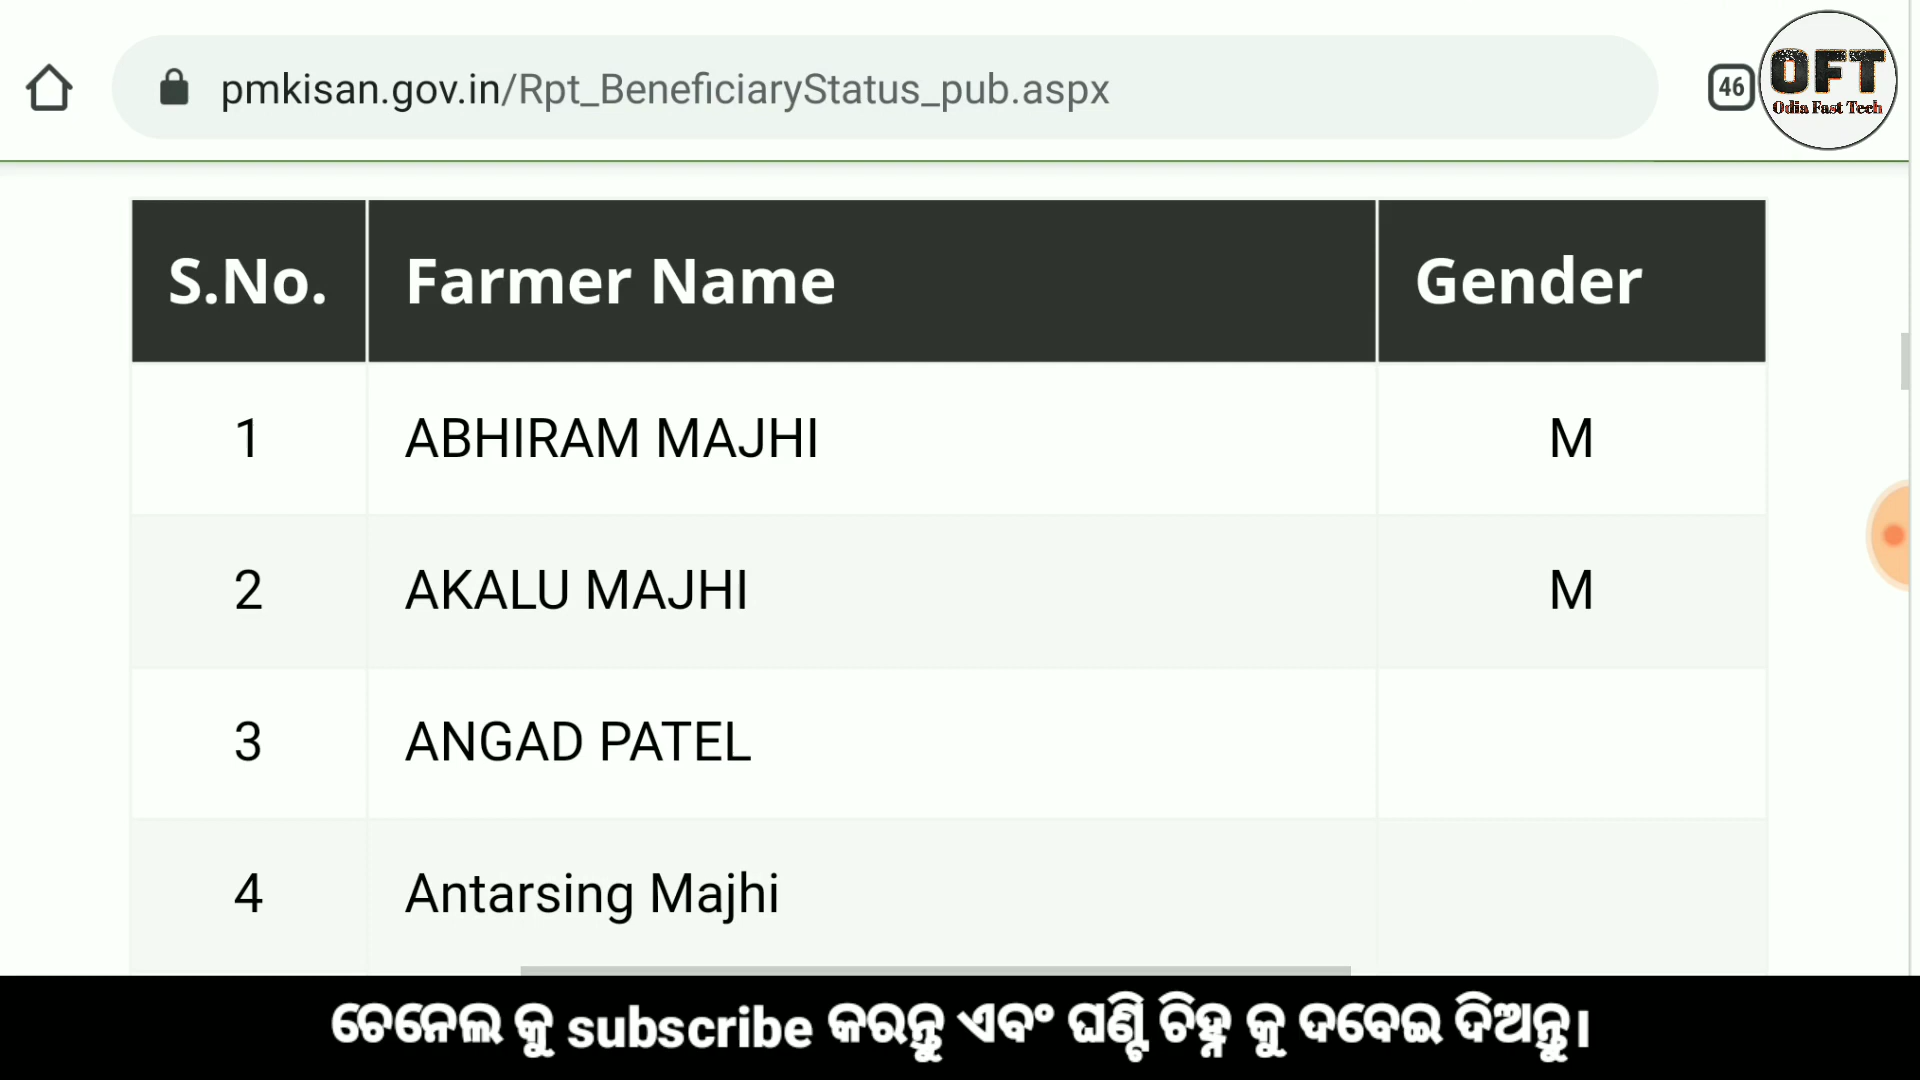 pmkisan.gov.in/Rpt_BeneficiaryStatus_pub.aspx
46
OFT
Odia Fast Tech
S.No. Farmer Name Gender
1 ABHIRAM MAJHI M
2 AKALU MAJHI M
3 ANGAD PATEL
4 Antarsing Majhi
ଚେନେଲ କୁ subscribe କରନ୍ତୁ ଏବଂ ଘଣ୍ଟି ଚିହ୍ନ କୁ ଦବେଇ ଦିଅନ୍ତୁ।